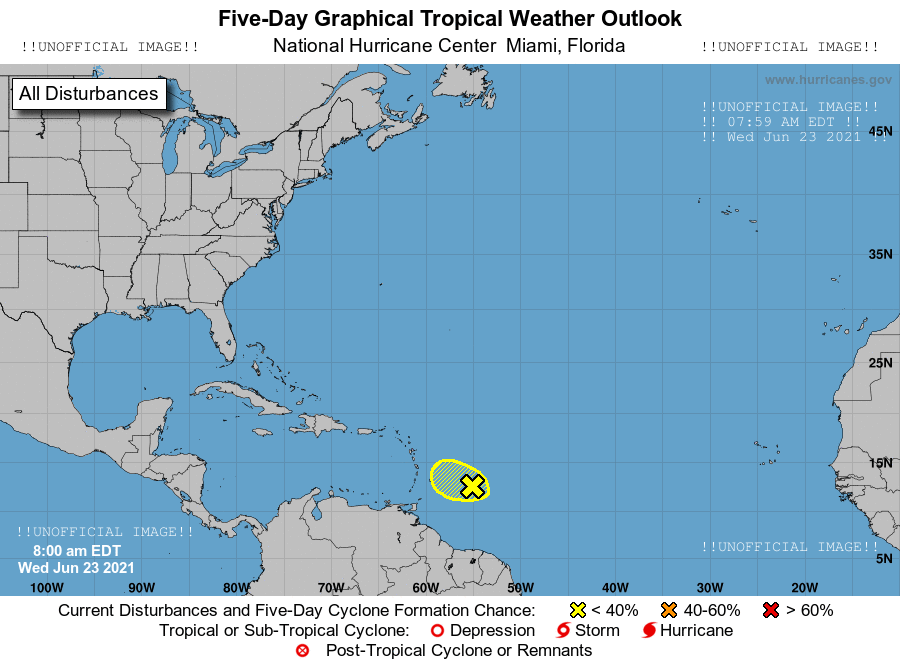 Five-Day Graphical Tropical Weather Outlook
!!UNOFFICIAL IMAGE!! National Hurricane Center  Miami, Florida !!UNOFFICIAL IMAGE!!
www.hurricanes.gov
All Disturbances
!!UNOFFICIAL IMAGE!!
!! 07:59 AM EDT !!
!! Wed Jun 23 2021 !!
45N
35N
25N
15N
!!UNOFFICIAL IMAGE!!
8:00 am EDT
Wed Jun 23 2021
!!UNOFFICIAL IMAGE!!
5N
100W 90W 80W 70W 60W 50W 40W 30W 20W
Current Disturbances and Five-Day Cyclone Formation Chance: < 40% 40-60% > 60%
Tropical or Sub-Tropical Cyclone: Depression Storm Hurricane
Post-Tropical Cyclone or Remnants